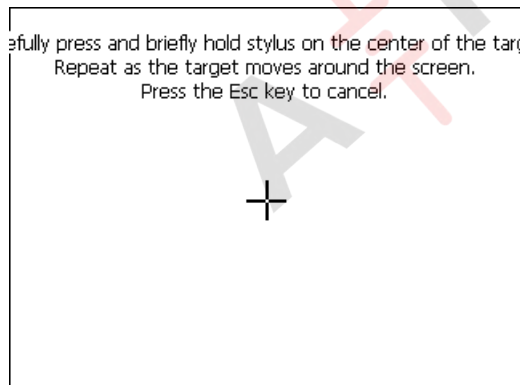 efully press and briefly hold stylus on the center of the targ
Repeat as the target moves around the screen.
Press the Esc key to cancel.